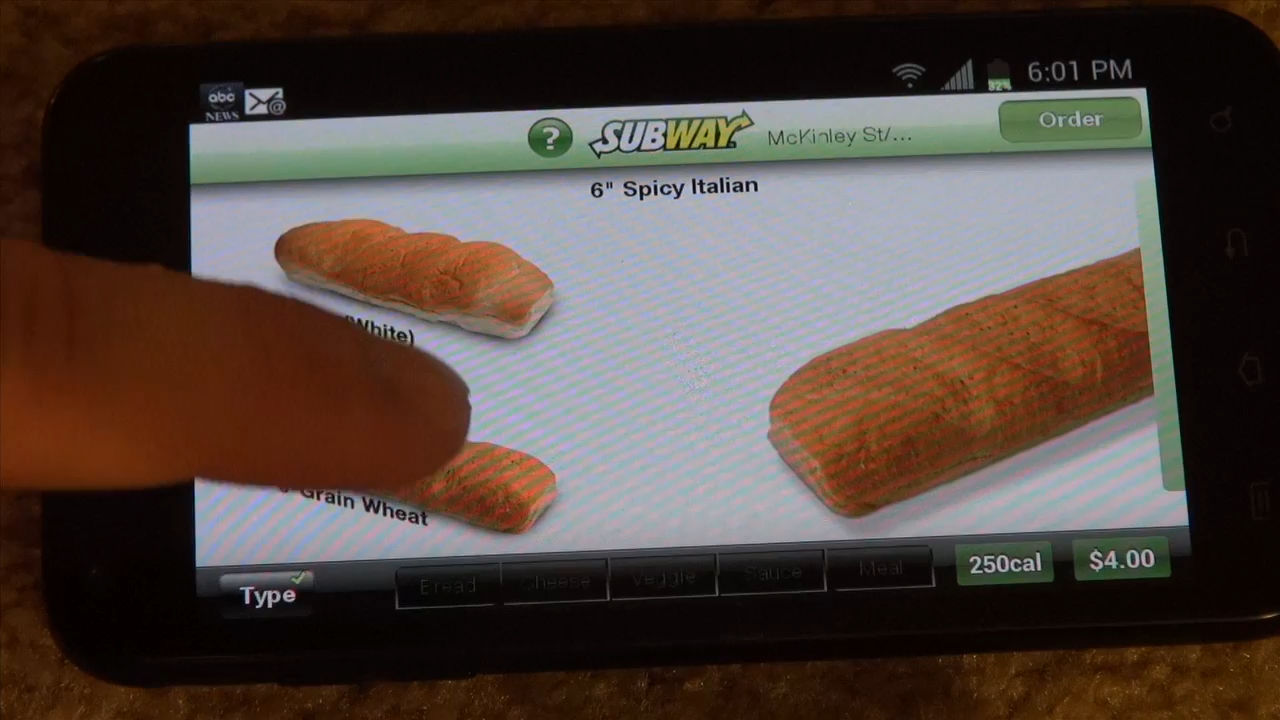 abc
NEWS
32%
6:01 PM
?
SUBWAY
McKinley St/...
Order
6" Spicy Italian
(White)
Grain Wheat
Type
Bread
Cheese
Veggie
Sauce
Meal
250cal
$4.00